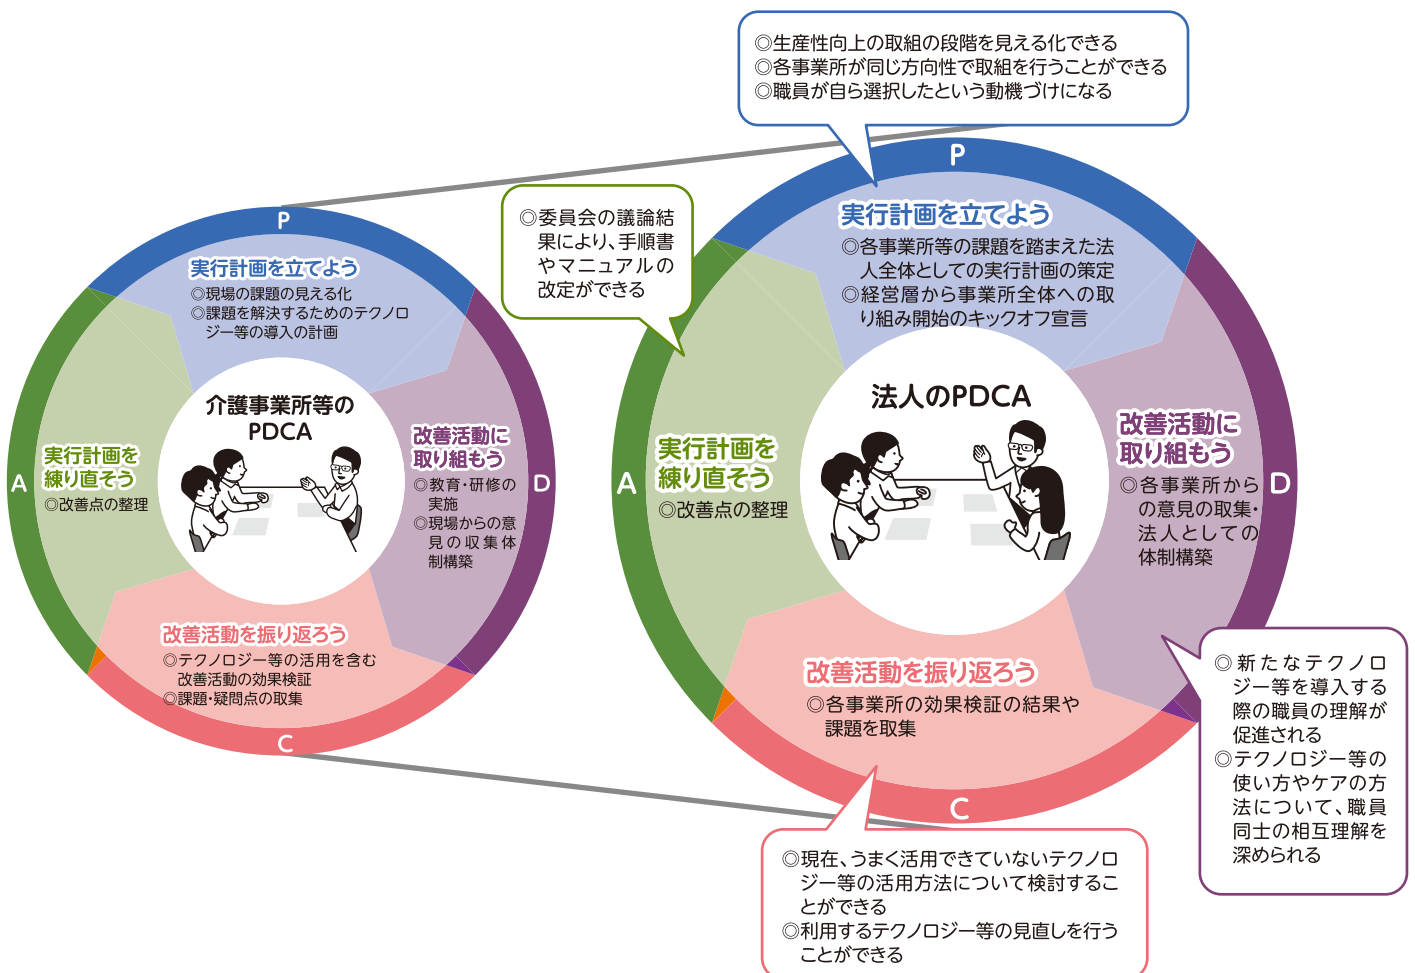 ◎生産性向上の取組の段階を見える化できる
◎各事業所が同じ方向性で取組を行うことができる
◎職員が自ら選択したという動機づけになる
◎委員会の議論結
果により、手順書
やマニュアルの
改定ができる
P
実行計画を立てよう
◎現場の課題の見える化
◎課題を解決するためのテクノロ
ジー等の導入の計画
介護事業所等の
PDCA
改善活動に
取り組もう
◎教育・研修の
実施
◎現場からの意
見の収集体
制構築
D
改善活動を振り返ろう
◎テクノロジー等の活用を含む
改善活動の効果検証
◎課題・疑問点の取集
C
実行計画を
練り直そう
◎改善点の整理
A
P
実行計画を立てよう
◎各事業所等の課題を踏まえた法
人全体としての実行計画の策定
◎経営層から事業所全体への取
り組み開始のキックオフ宣言
法人のPDCA
改善活動に
取り組もう
◎各事業所から
の意見の取集・
法人としての
体制構築
D
改善活動を振り返ろう
◎各事業所の効果検証の結果や
課題を取集
C
実行計画を
練り直そう
◎改善点の整理
A
◎新たなテクノロ
ジー等を導入する
際の職員の理解が
促進される
◎テクノロジー等の
使い方やケアの方
法について、職員
同士の相互理解を
深められる
◎現在、うまく活用できていないテクノロ
ジー等の活用方法について検討するこ
とができる
◎利用するテクノロジー等の見直しを行う
ことができる